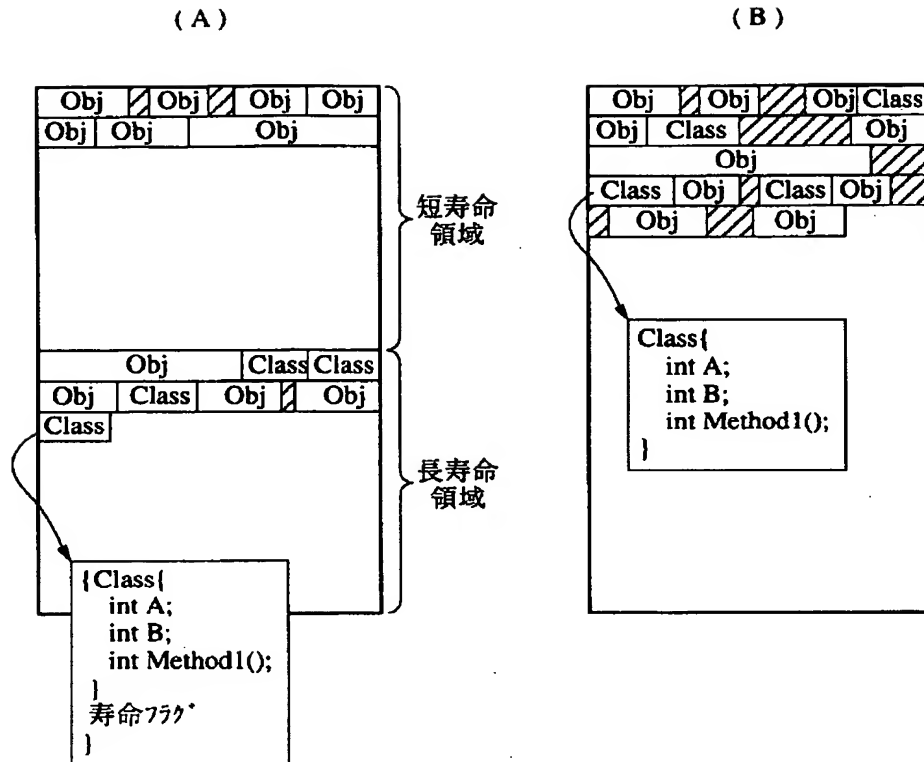 (A)
Obj Obj Obj Obj
Obj Obj Obj
短寿命
領域
Obj Class Class
Obj Class Obj Obj
Class
長寿命
領域
{Class{
int A;
int B;
int Method1();
}
寿命フラグ
}
(B)
Obj Obj Obj Class
Obj Class Obj
Obj
Class Obj Class Obj
Obj Obj
Class{
int A;
int B;
int Method1();
}